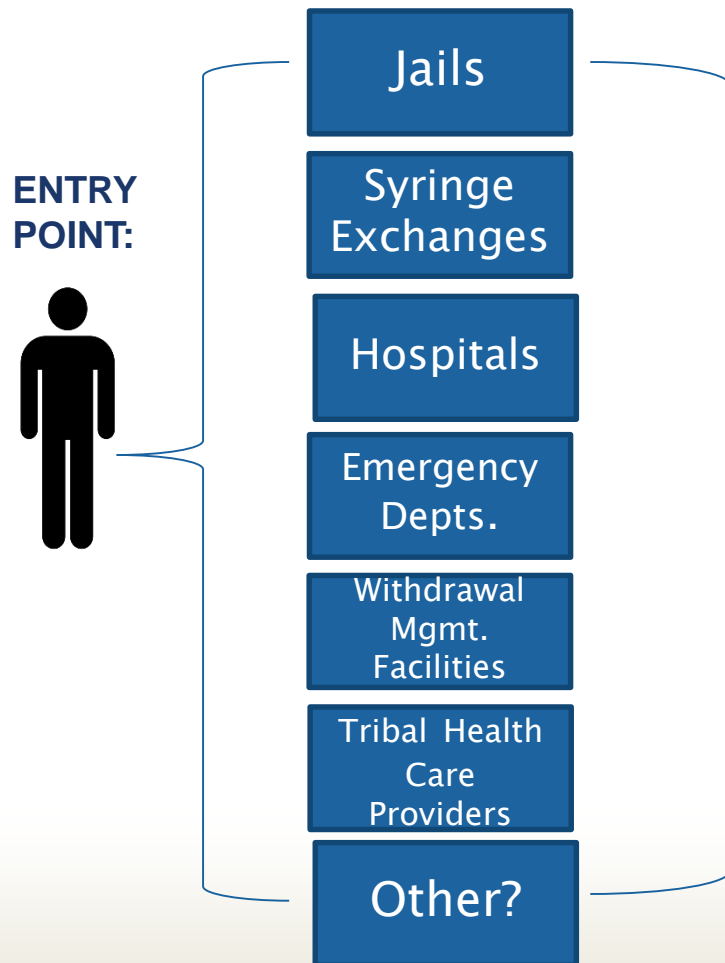 ENTRY
POINT:
Jails
Syringe
Exchanges
Hospitals
Emergency
Depts.
Withdrawal
Mgmt.
Facilities
Tribal Health
Care
Providers
Other?